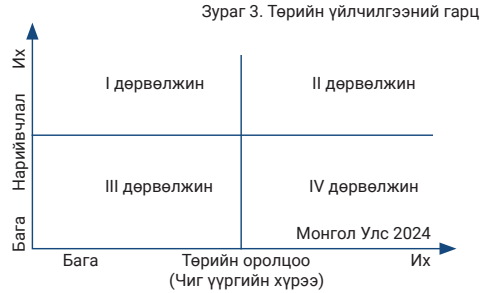 Зураг 3. Төрийн үйлчилгээний гарц
Их
Нарийвчлал
Бага
I дөрвөлжин
II дөрвөлжин
III дөрвөлжин
IV дөрвөлжин
Монгол Улс 2024
Бага
Төрийн оролцоо
Их
(Чиг үүргийн хүрээ)